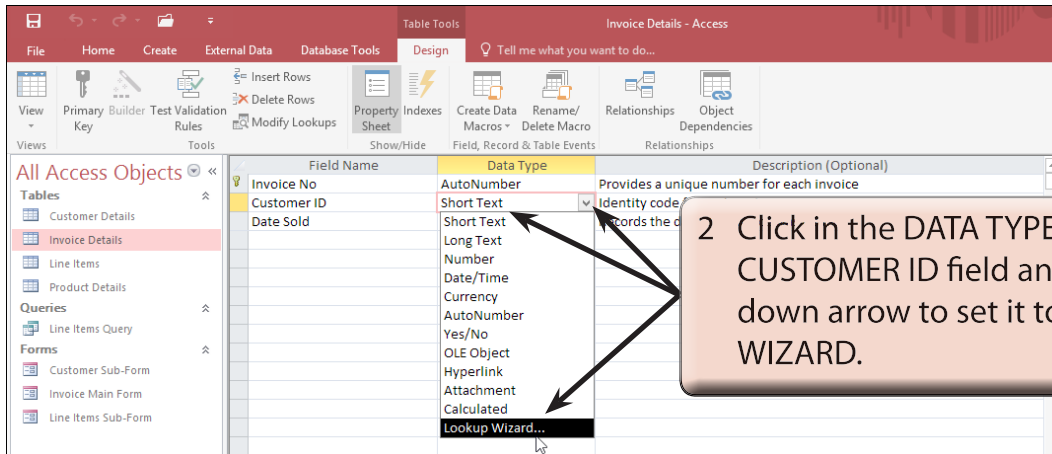 Table Tools
Invoice Details - Access
File Home Create External Data Database Tools Design Tell me what you want to do...
View
Primary Key
Builder
Test Validation Rules
Insert Rows
Delete Rows
Modify Lookups
Property Sheet
Indexes
Create Data Macros
Rename/ Delete Macro
Relationships
Object Dependencies
Views Tools Show/Hide Field, Record & Table Events Relationships
All Access Objects
Tables
Customer Details
Invoice Details
Line Items
Product Details
Queries
Line Items Query
Forms
Customer Sub-Form
Invoice Main Form
Line Items Sub-Form
Field Name Data Type Description (Optional)
Invoice No AutoNumber Provides a unique number for each invoice
Customer ID Short Text Identity code
Date Sold Short Text
Long Text
Number
Date/Time
Currency
AutoNumber
Yes/No
OLE Object
Hyperlink
Attachment
Calculated
Lookup Wizard...
2 Click in the DATA TYPE
CUSTOMER ID field an
down arrow to set it to
WIZARD.